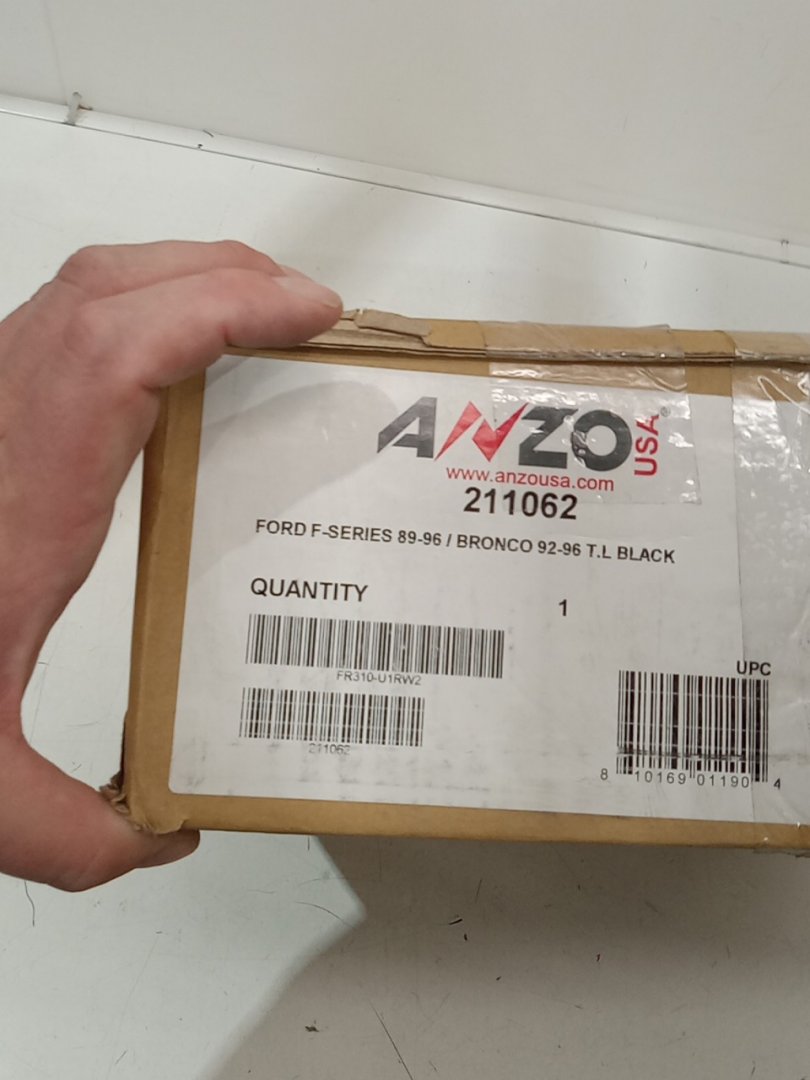 ANZO USA®
www.anzousa.com
211062
FORD F-SERIES 89-96 / BRONCO 92-96 T.L BLACK
QUANTITY 1
FR310-U1RW2
211062
UPC
8 10169 01190 4